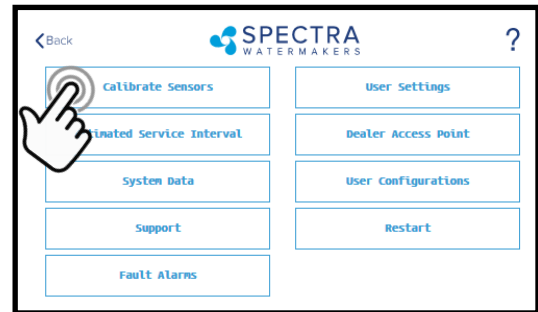 Back
SPECTRA
WATERMAKERS
?
Calibrate Sensors
User Settings
timated Service Interval
Dealer Access Point
System Data
User Configurations
Support
Restart
Fault Alarms